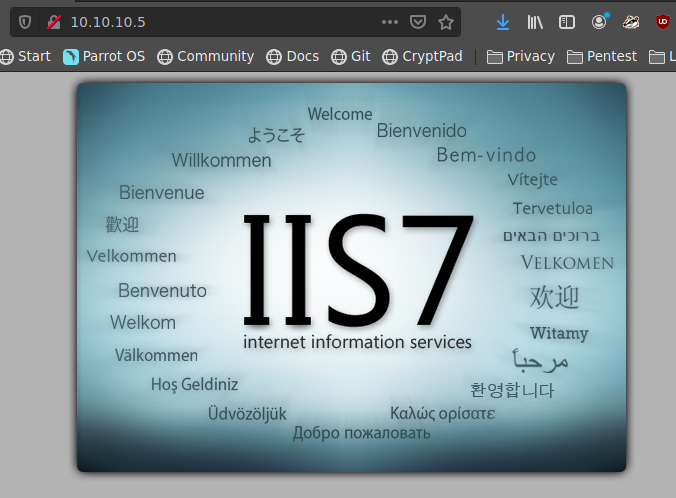 10.10.10.5
Start Parrot OS Community Docs Git CryptPad Privacy Pentest L
Welcome
ようこそ
Bienvenido
Willkommen
Bem-vindo
Vítejte
Bienvenue
Tervetuloa
歡迎
ברוכים הבאים
Velkommen
VELKOMEN
IIS7
Benvenuto
欢迎
Welkom
Witamy
internet information services
Välkommen
مرحباً
Hoş Geldiniz
환영합니다
Üdvözöljük
Καλώς ορίσατε
Добро пожаловать